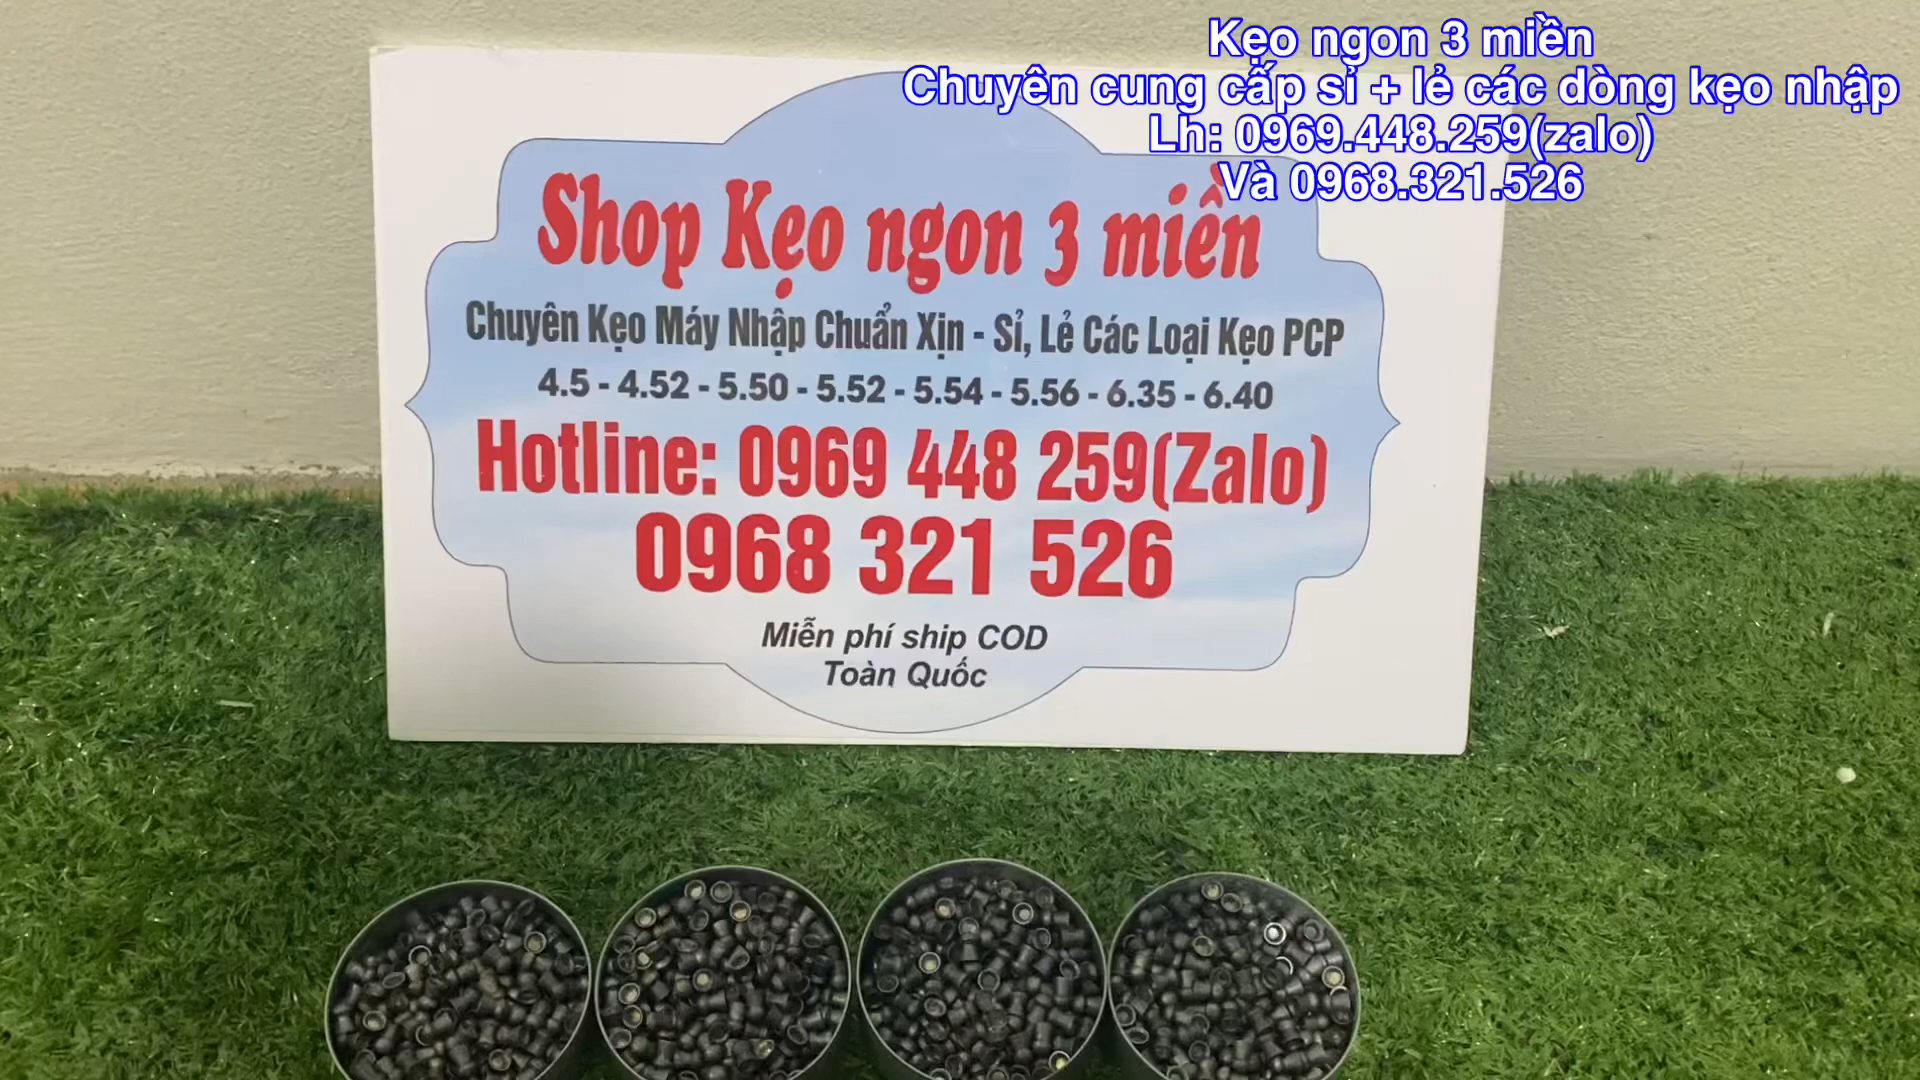 Kẹo ngon 3 miền
Chuyên cung cấp sỉ + lẻ các dòng kẹo nhập
Lh: 0969.448.259(zalo)
Và 0968.321.526
Shop Kẹo ngon 3 miền
Chuyên Kẹo Máy Nhập Chuẩn Xịn - Sỉ, Lẻ Các Loại Kẹo PCP
4.5 - 4.52 - 5.50 - 5.52 - 5.54 - 5.56 - 6.35 - 6.40
Hotline: 0969 448 259(Zalo)
0968 321 526
Miễn phí ship COD
Toàn Quốc